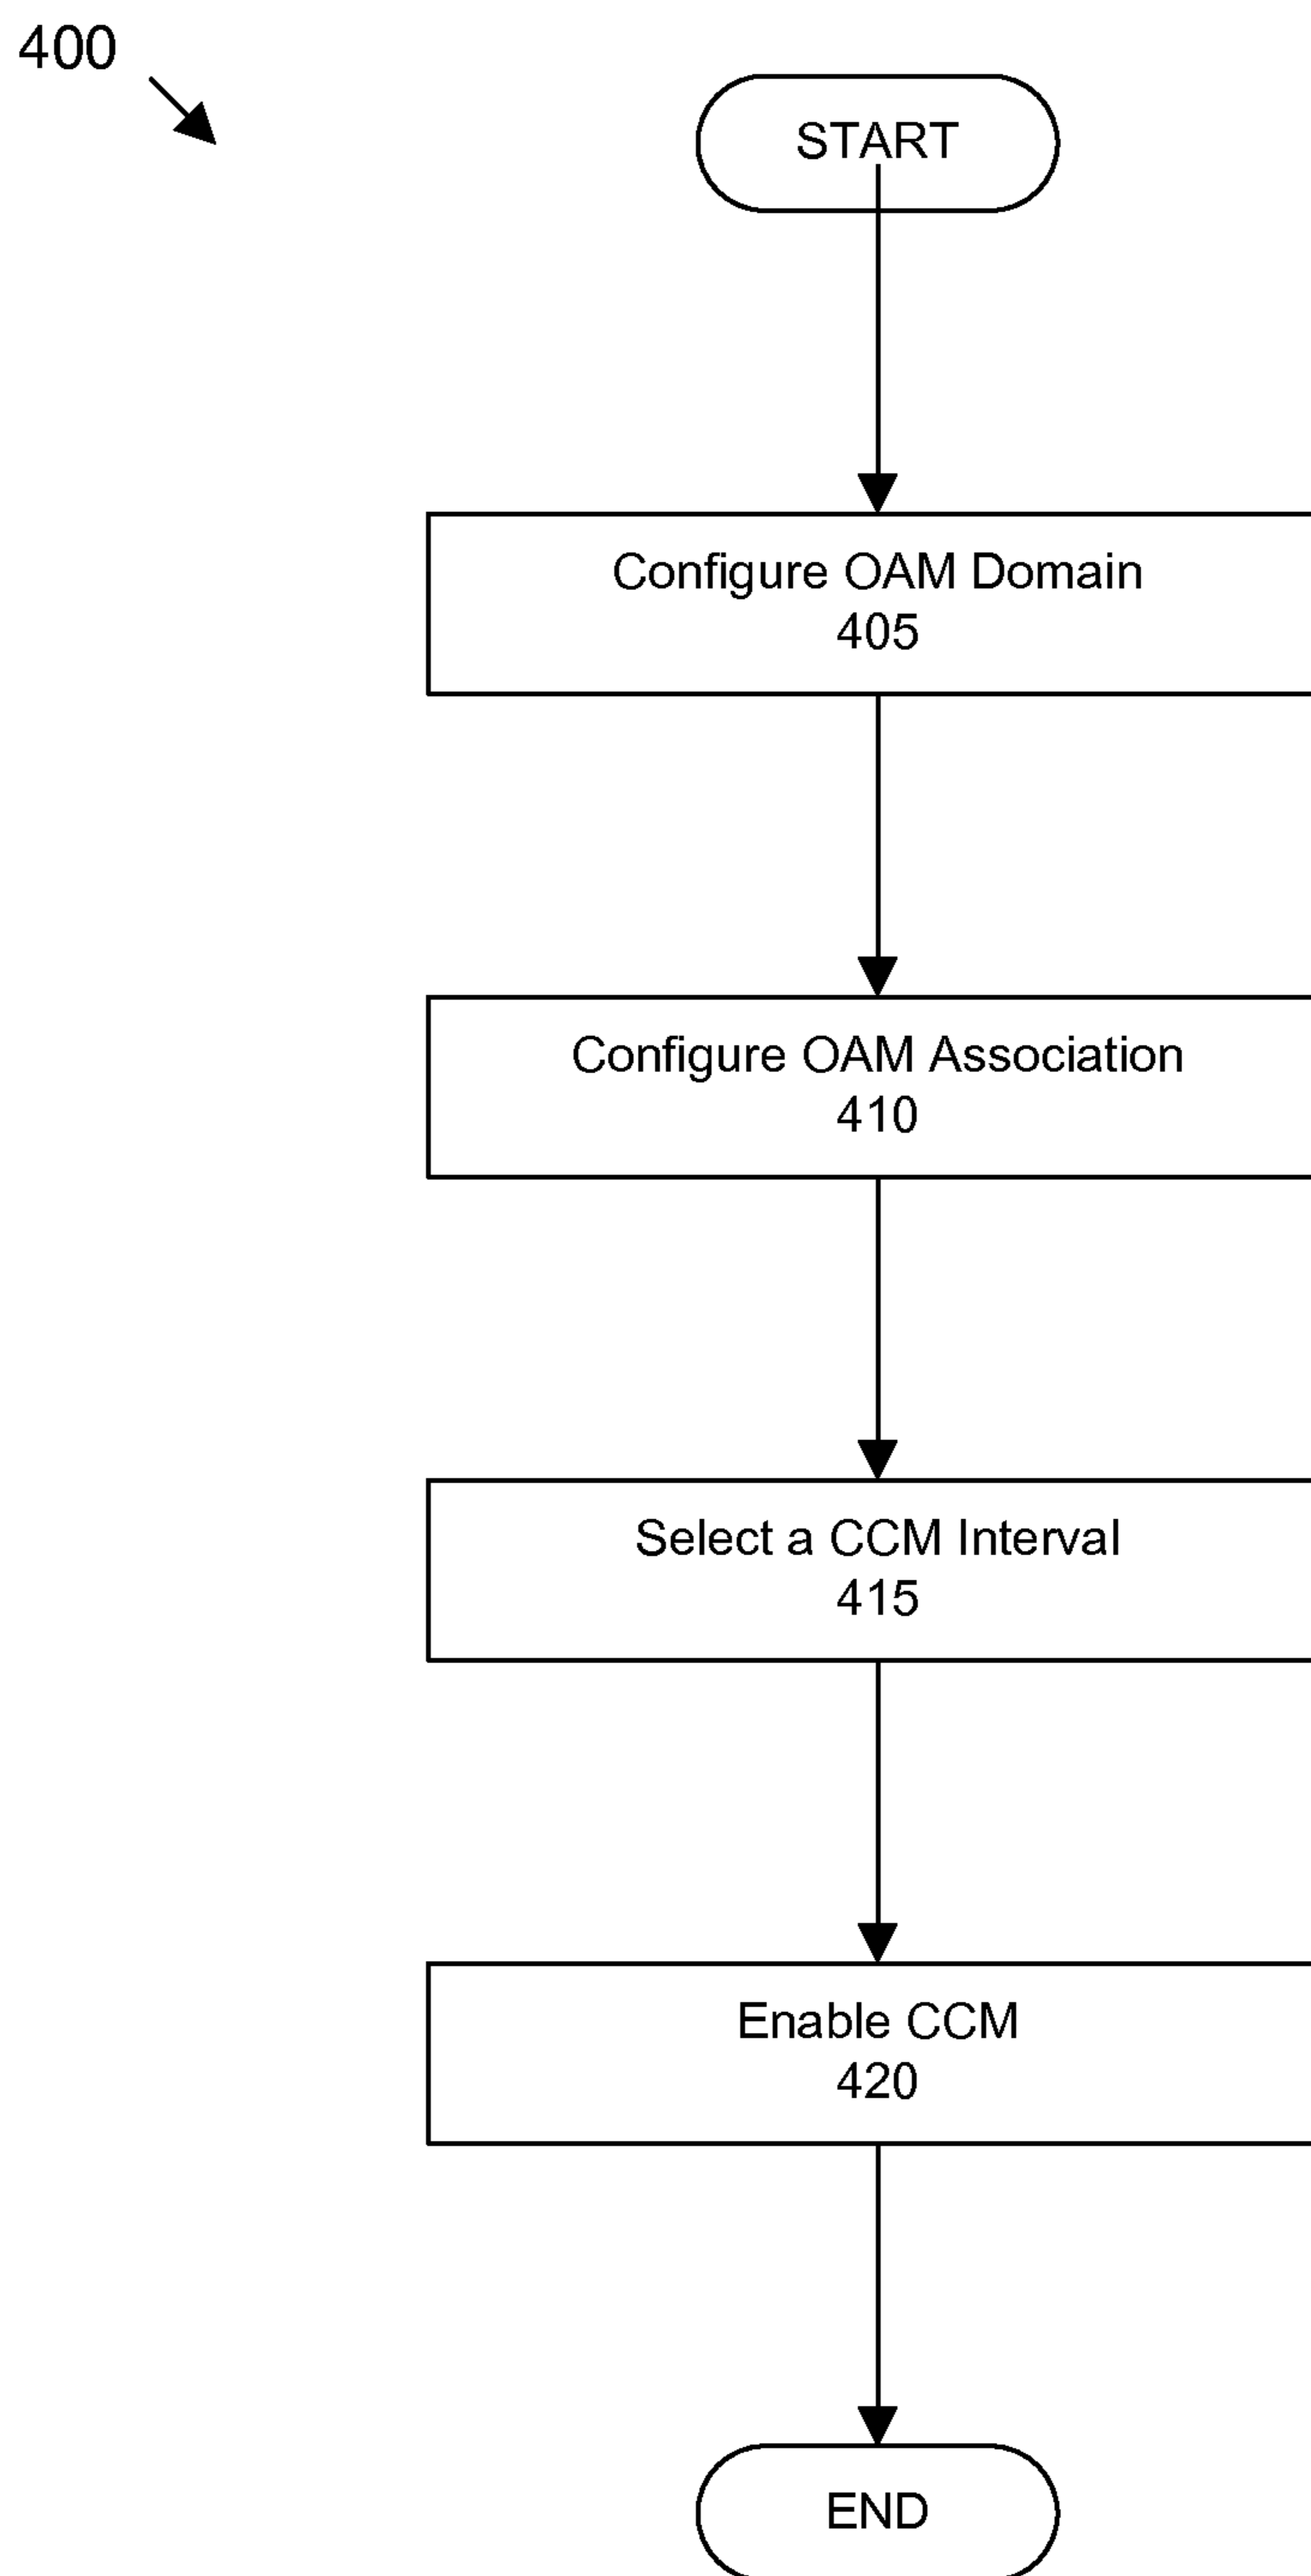 400
START
Configure OAM Domain
405
Configure OAM Association
410
Select a CCM Interval
415
Enable CCM
420
END